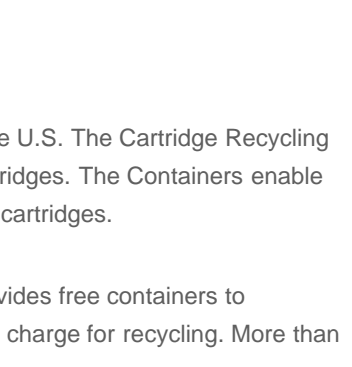 e U.S. The Cartridge Recycling
ridges. The Containers enable
cartridges.
vides free containers to
charge for recycling. More than